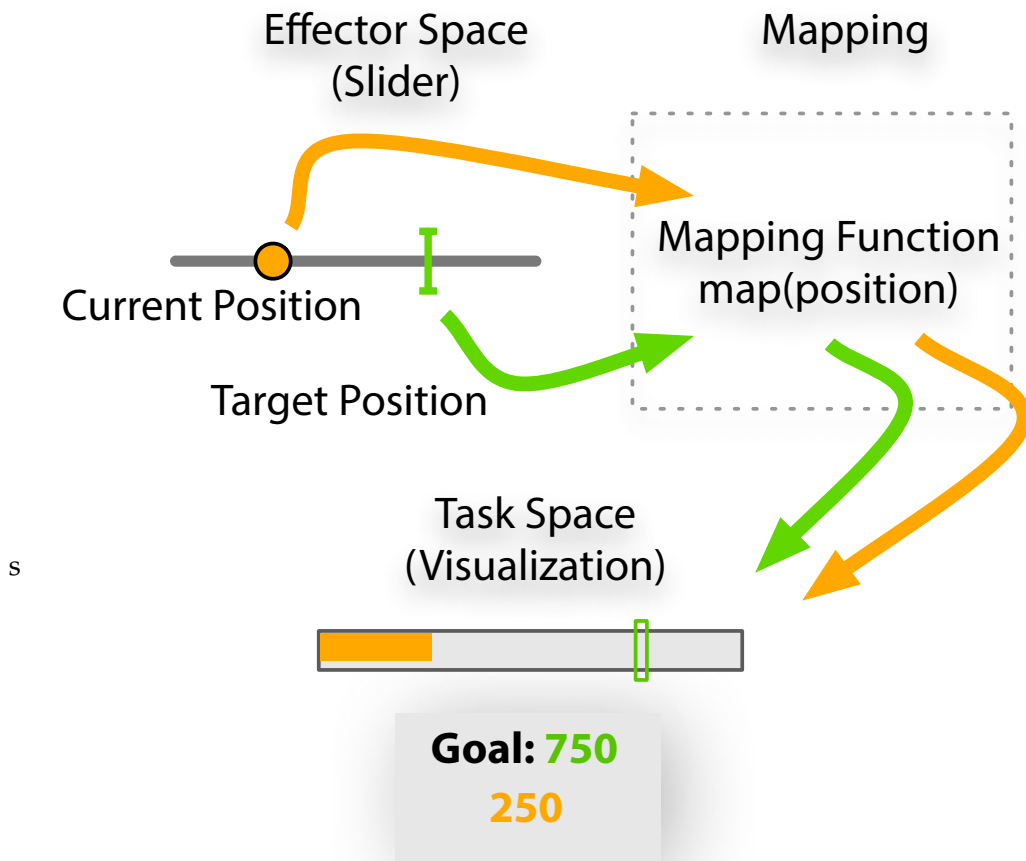 Effector Space
(Slider)
Mapping
Mapping Function
map(position)
Current Position
Target Position
Task Space
(Visualization)
s
Goal: 750
250